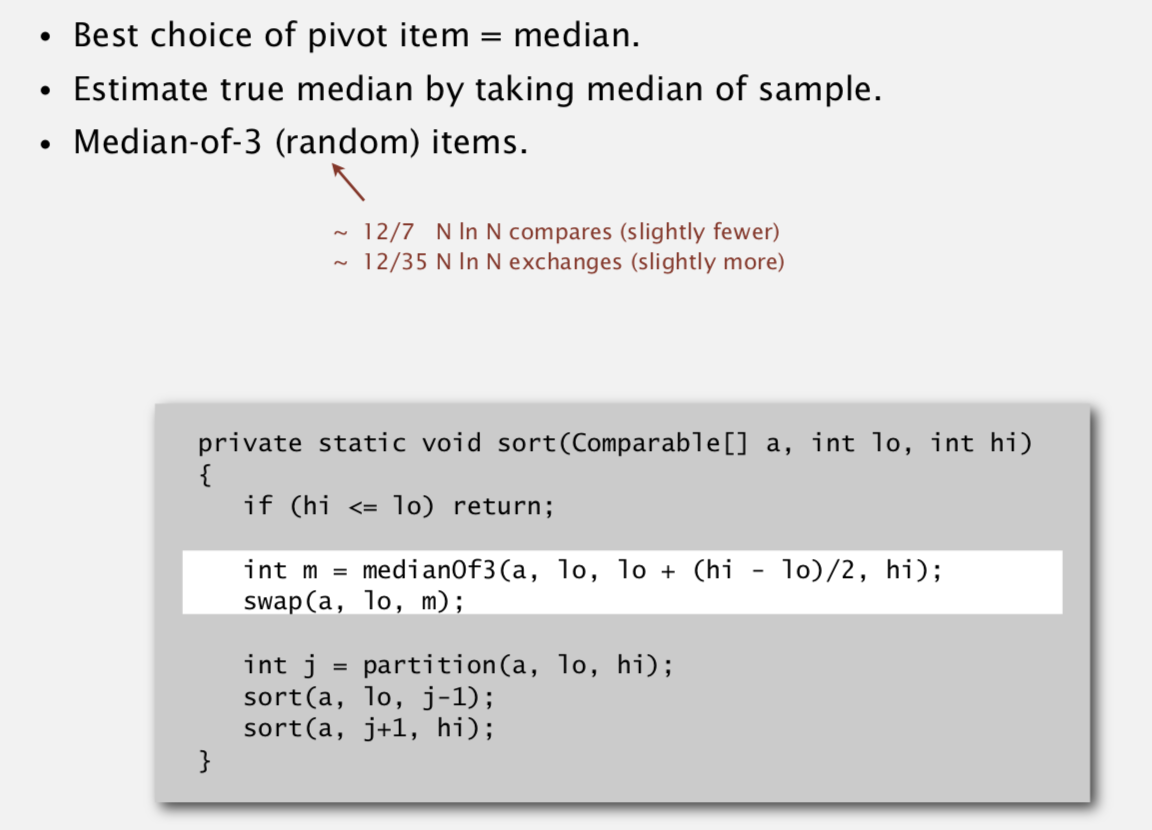 • Best choice of pivot item = median.
• Estimate true median by taking median of sample.
• Median-of-3 (random) items.
~ 12/7 N ln N compares (slightly fewer)
~ 12/35 N ln N exchanges (slightly more)
private static void sort(Comparable[] a, int lo, int hi)
{
   if (hi <= lo) return;
   int m = medianOf3(a, lo, lo + (hi - lo)/2, hi);
   swap(a, lo, m);
   int j = partition(a, lo, hi);
   sort(a, lo, j-1);
   sort(a, j+1, hi);
}